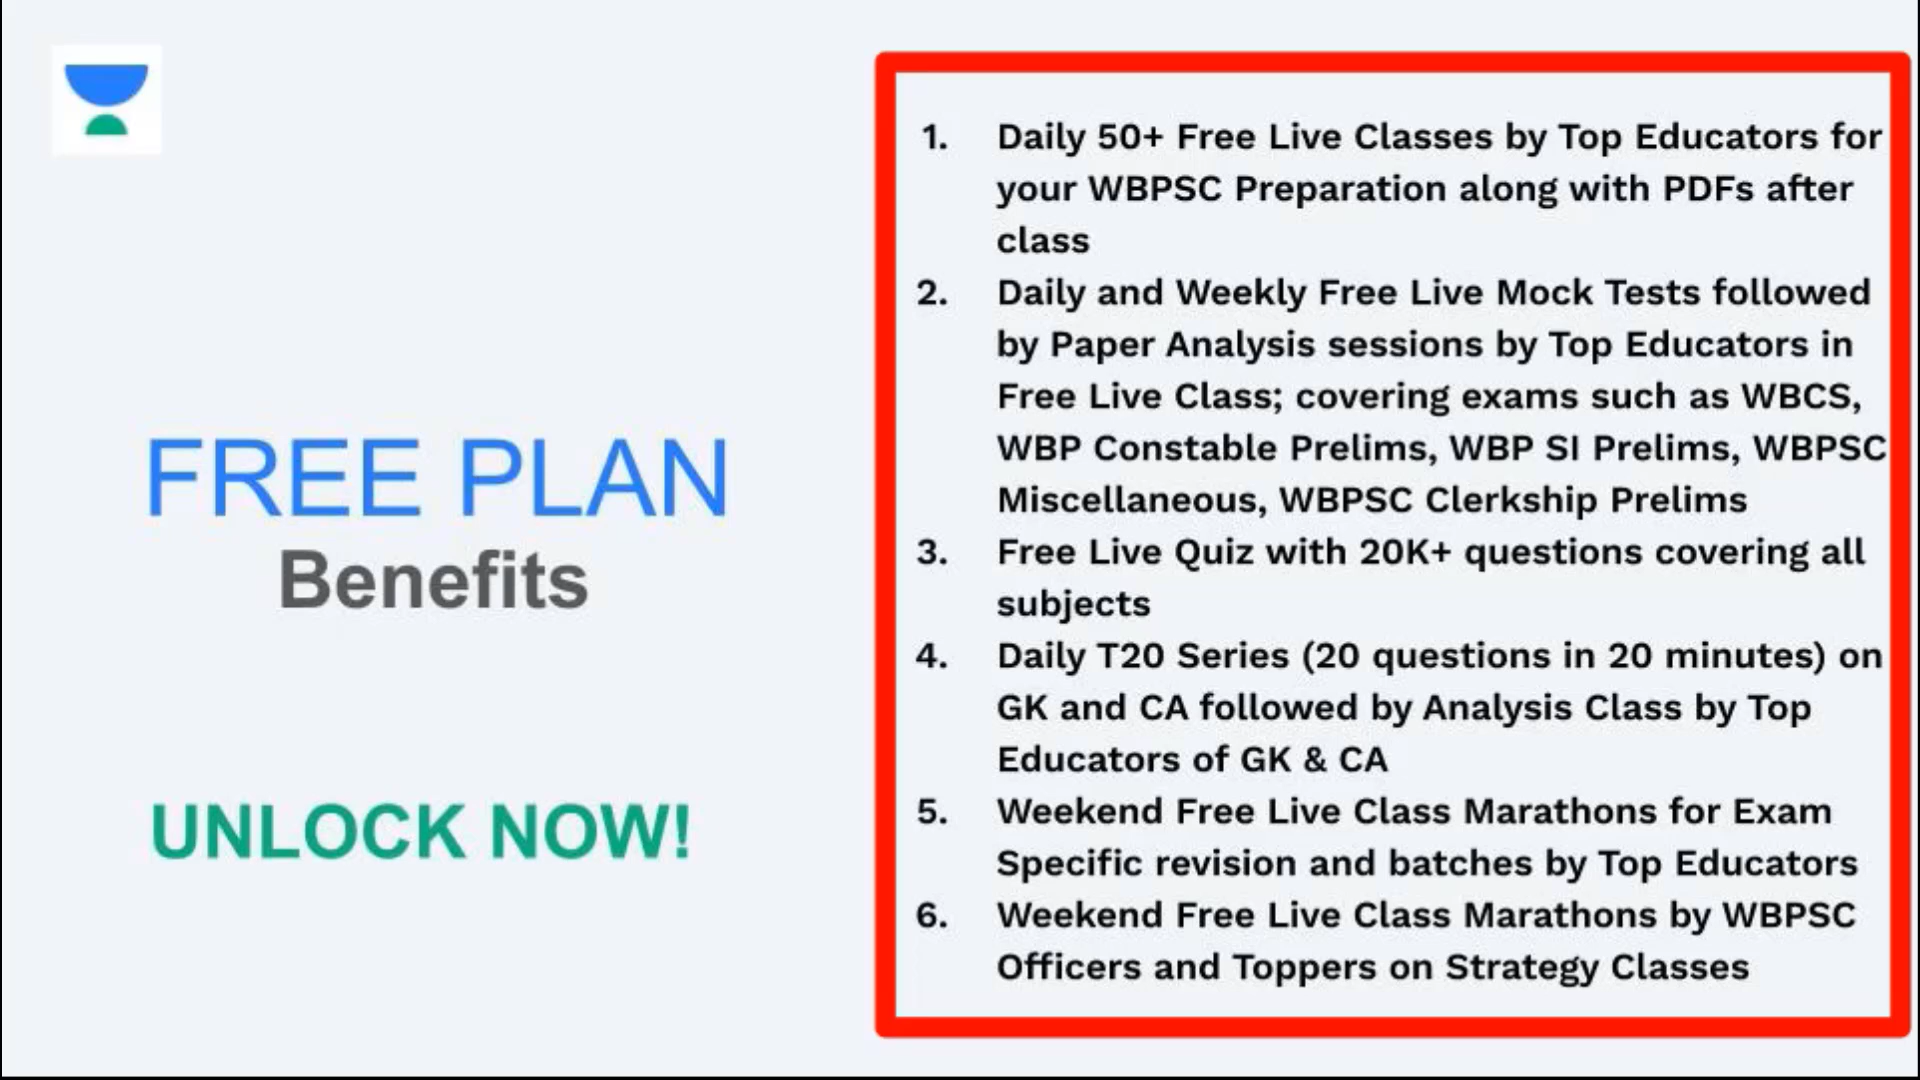 FREE PLAN
Benefits
UNLOCK NOW!
1. Daily 50+ Free Live Classes by Top Educators for
your WBPSC Preparation along with PDFs after
class
2. Daily and Weekly Free Live Mock Tests followed
by Paper Analysis sessions by Top Educators in
Free Live Class; covering exams such as WBCS,
WBP Constable Prelims, WBP SI Prelims, WBPSC
Miscellaneous, WBPSC Clerkship Prelims
3. Free Live Quiz with 20K+ questions covering all
subjects
4. Daily T20 Series (20 questions in 20 minutes) on
GK and CA followed by Analysis Class by Top
Educators of GK & CA
5. Weekend Free Live Class Marathons for Exam
Specific revision and batches by Top Educators
6. Weekend Free Live Class Marathons by WBPSC
Officers and Toppers on Strategy Classes